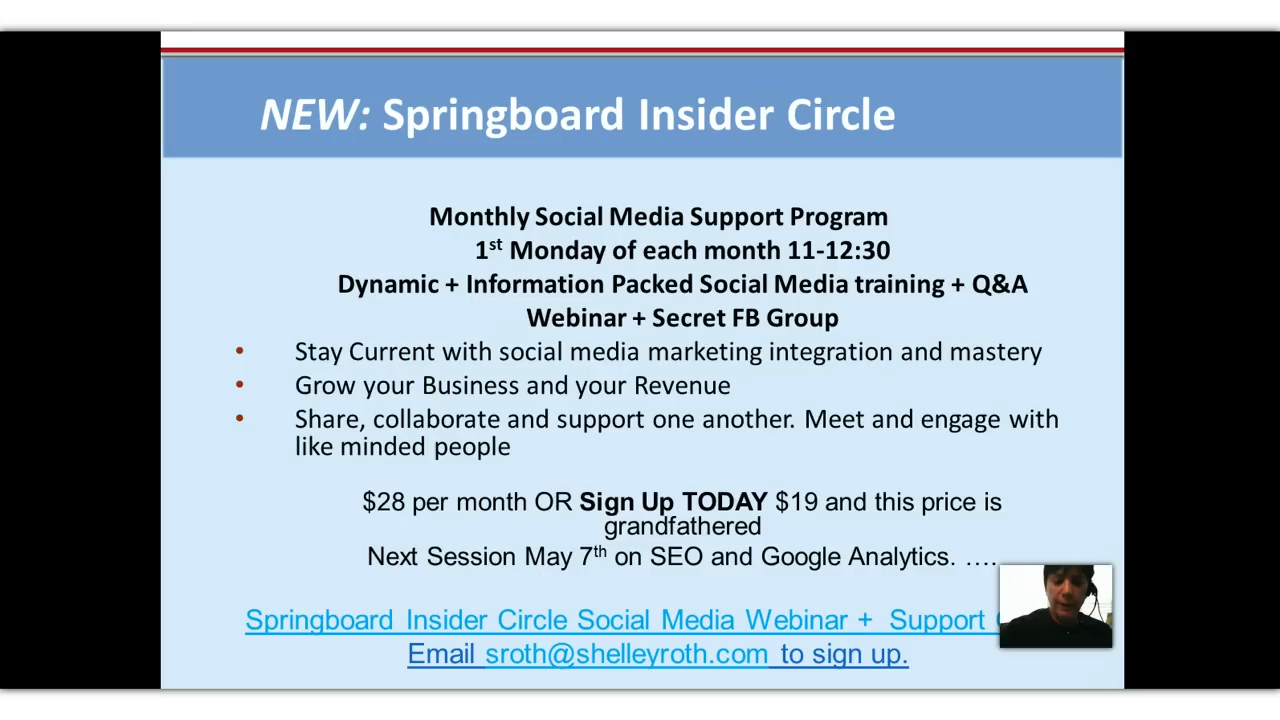 NEW: Springboard Insider Circle
Monthly Social Media Support Program
1st Monday of each month 11-12:30
Dynamic + Information Packed Social Media training + Q&A
Webinar + Secret FB Group
• Stay Current with social media marketing integration and mastery
• Grow your Business and your Revenue
• Share, collaborate and support one another. Meet and engage with
like minded people
$28 per month OR Sign Up TODAY $19 and this price is
grandfathered
Next Session May 7th on SEO and Google Analytics. ….
Springboard Insider Circle Social Media Webinar + Support
Email sroth@shelleyroth.com to sign up.